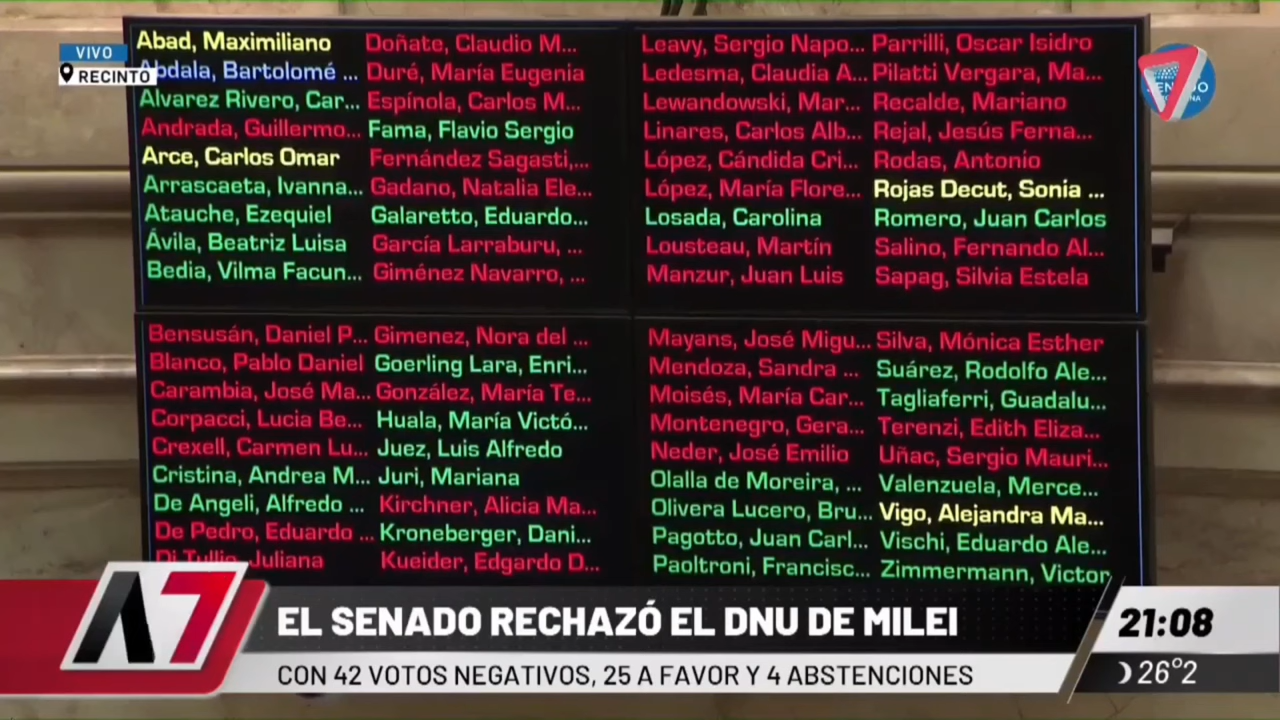 VIVO
RECINTO
Abad, Maximiliano
Abdala, Bartolomé ...
Alvarez Rivero, Car...
Andrada, Guillermo...
Arce, Carlos Omar
Arrascaeta, Ivanna...
Atauche, Ezequiel
Ávila, Beatriz Luisa
Bedia, Vilma Facun...
Doñate, Claudio M...
Duré, María Eugenia
Espínola, Carlos M...
Fama, Flavio Sergio
Fernández Sagasti,...
Gadano, Natalia Ele...
Galaretto, Eduardo...
García Larraburu, ...
Giménez Navarro, ...
Leavy, Sergio Napo...
Ledesma, Claudia A...
Lewandowski, Mar...
Linares, Carlos Alb...
López, Cándida Cri...
López, María Flore...
Losada, Carolina
Lousteau, Martín
Manzur, Juan Luis
Parrilli, Oscar Isidro
Pilatti Vergara, Ma...
Recalde, Mariano
Rejal, Jesús Ferna...
Rodas, Antonio
Rojas Decut, Sonia ...
Romero, Juan Carlos
Salino, Fernando Al...
Sapag, Silvia Estela
Bensusán, Daniel P...
Blanco, Pablo Daniel
Carambia, José Ma...
Corpacci, Lucia Be...
Crexell, Carmen Lu...
Cristina, Andrea M...
De Angeli, Alfredo ...
De Pedro, Eduardo ...
Di Tullio, Juliana
Gimenez, Nora del ...
Goerling Lara, Enri...
González, María Te...
Huala, María Victó...
Juez, Luis Alfredo
Juri, Mariana
Kirchner, Alicia Ma...
Kroneberger, Dani...
Kueider, Edgardo D...
Mayans, José Migu...
Mendoza, Sandra ...
Moisés, María Car...
Montenegro, Gera...
Neder, José Emilio
Olalla de Moreira, ...
Olivera Lucero, Bru...
Pagotto, Juan Carl...
Paoltroni, Francisc...
Silva, Mónica Esther
Suárez, Rodolfo Ale...
Tagliaferri, Guadalu...
Terenzi, Edith Eliza...
Uñac, Sergio Mauri...
Valenzuela, Merce...
Vigo, Alejandra Ma...
Vischi, Eduardo Ale...
Zimmermann, Victor
A7
EL SENADO RECHAZÓ EL DNU DE MILEI
CON 42 VOTOS NEGATIVOS, 25 A FAVOR Y 4 ABSTENCIONES
21:08
26°2